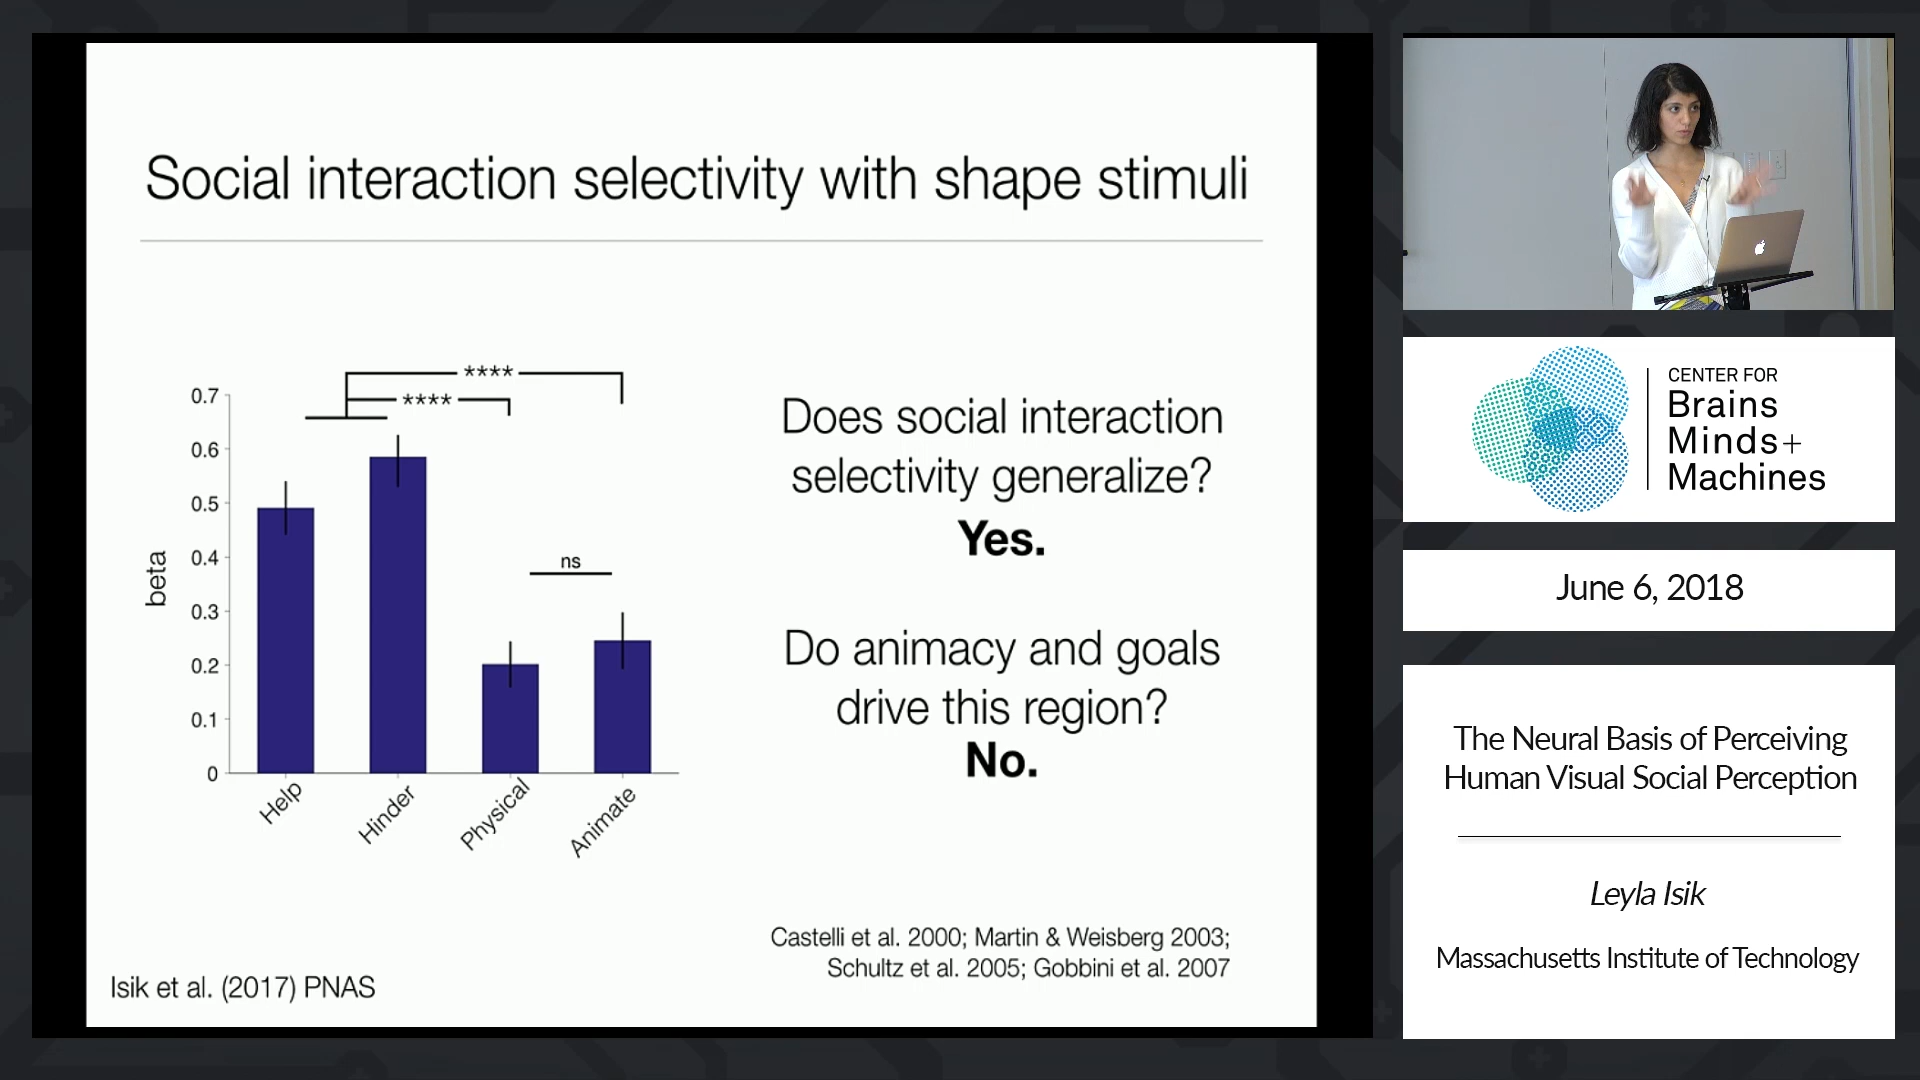 Social interaction selectivity with shape stimuli
****
****
0.7
0.6
0.5
0.4
0.3
0.2
0.1
0
beta
ns
Help
Hinder
Physical
Animate
Does social interaction
selectivity generalize?
Yes.
Do animacy and goals
drive this region?
No.
Castelli et al. 2000; Martin & Weisberg 2003;
Schultz et al. 2005; Gobbini et al. 2007
Isik et al. (2017) PNAS
CENTER FOR
Brains
Minds+
Machines
June 6, 2018
The Neural Basis of Perceiving
Human Visual Social Perception
Leyla Isik
Massachusetts Institute of Technology